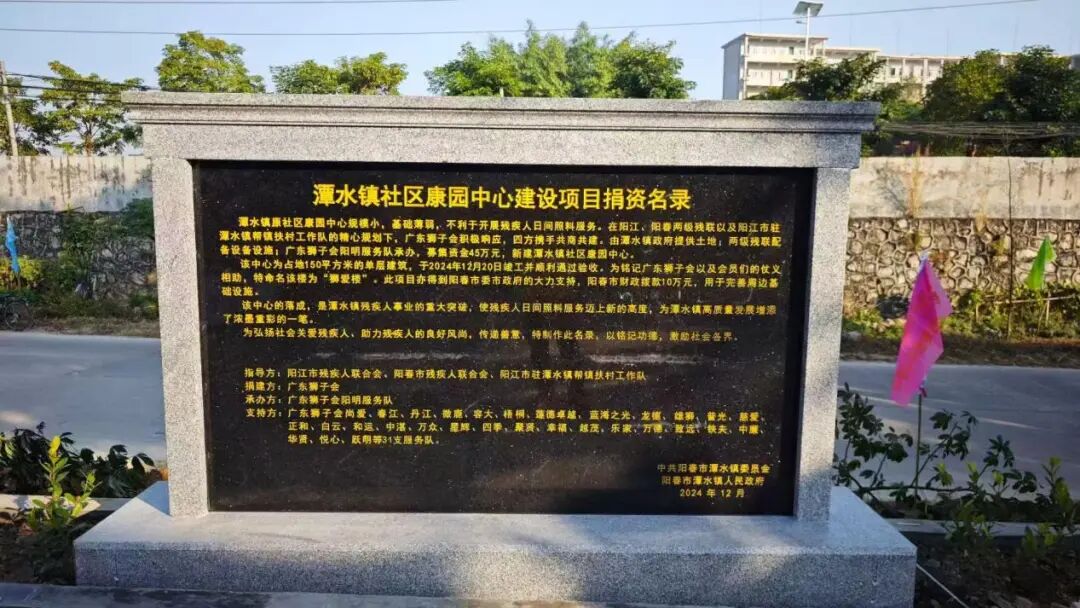 潭水镇社区康园中心建设项目捐资名录
潭水镇原社区康园中心规模小，基础薄弱，不利于开展残疾人日间照料服务。在阳江、阳春两级残联以及阳江市驻
潭水镇帮镇扶村工作队的精心规划下，广东狮子会积极响应，四方携手共商共建，由潭水镇政府提供土地；两级残联配
备设备设施；广东狮子会阳明服务队承办，募集资金45万元，新建潭水镇社区康园中心。
该中心为占地150平方米的单层建筑，于2024年12月20日竣工并顺利通过验收。为铭记广东狮子会以及会员们的仗义
相助，特命名该楼为“狮爱楼”。此项目亦得到阳春市委市政府的大力支持，阳春市财政拨款10万元，用于完善周边基
础设施。
该中心的落成，是潭水镇残疾人事业的重大突破，使残疾人日间照料服务迈上新的高度，为潭水镇高质量发展增添
了浓墨重彩的一笔。
为弘扬社会关爱残疾人、助力残疾人的良好风尚，传递善意，特制作此名录，以铭记功德，激励社会各界。
指导方：阳江市残疾人联合会、阳春市残疾人联合会、阳江市驻潭水镇帮镇扶村工作队
捐建方：广东狮子会
承办方：广东狮子会阳明服务队
支持方：广东狮子会尚爱、春江、丹江、微康、容大、梧桐、莲德卓越、蓝浠之光、龙德、雄狮、普光、慈爱、
正和、白云、和运、中湛、万众、星辉、四季、聚贤、幸福、越茂、乐家、万德、致远、铁夫、中廉、
华贤、悦心、跃明等31支服务队。
中共阳春市潭水镇委员会
阳春市潭水镇人民政府
2024 年 12 月